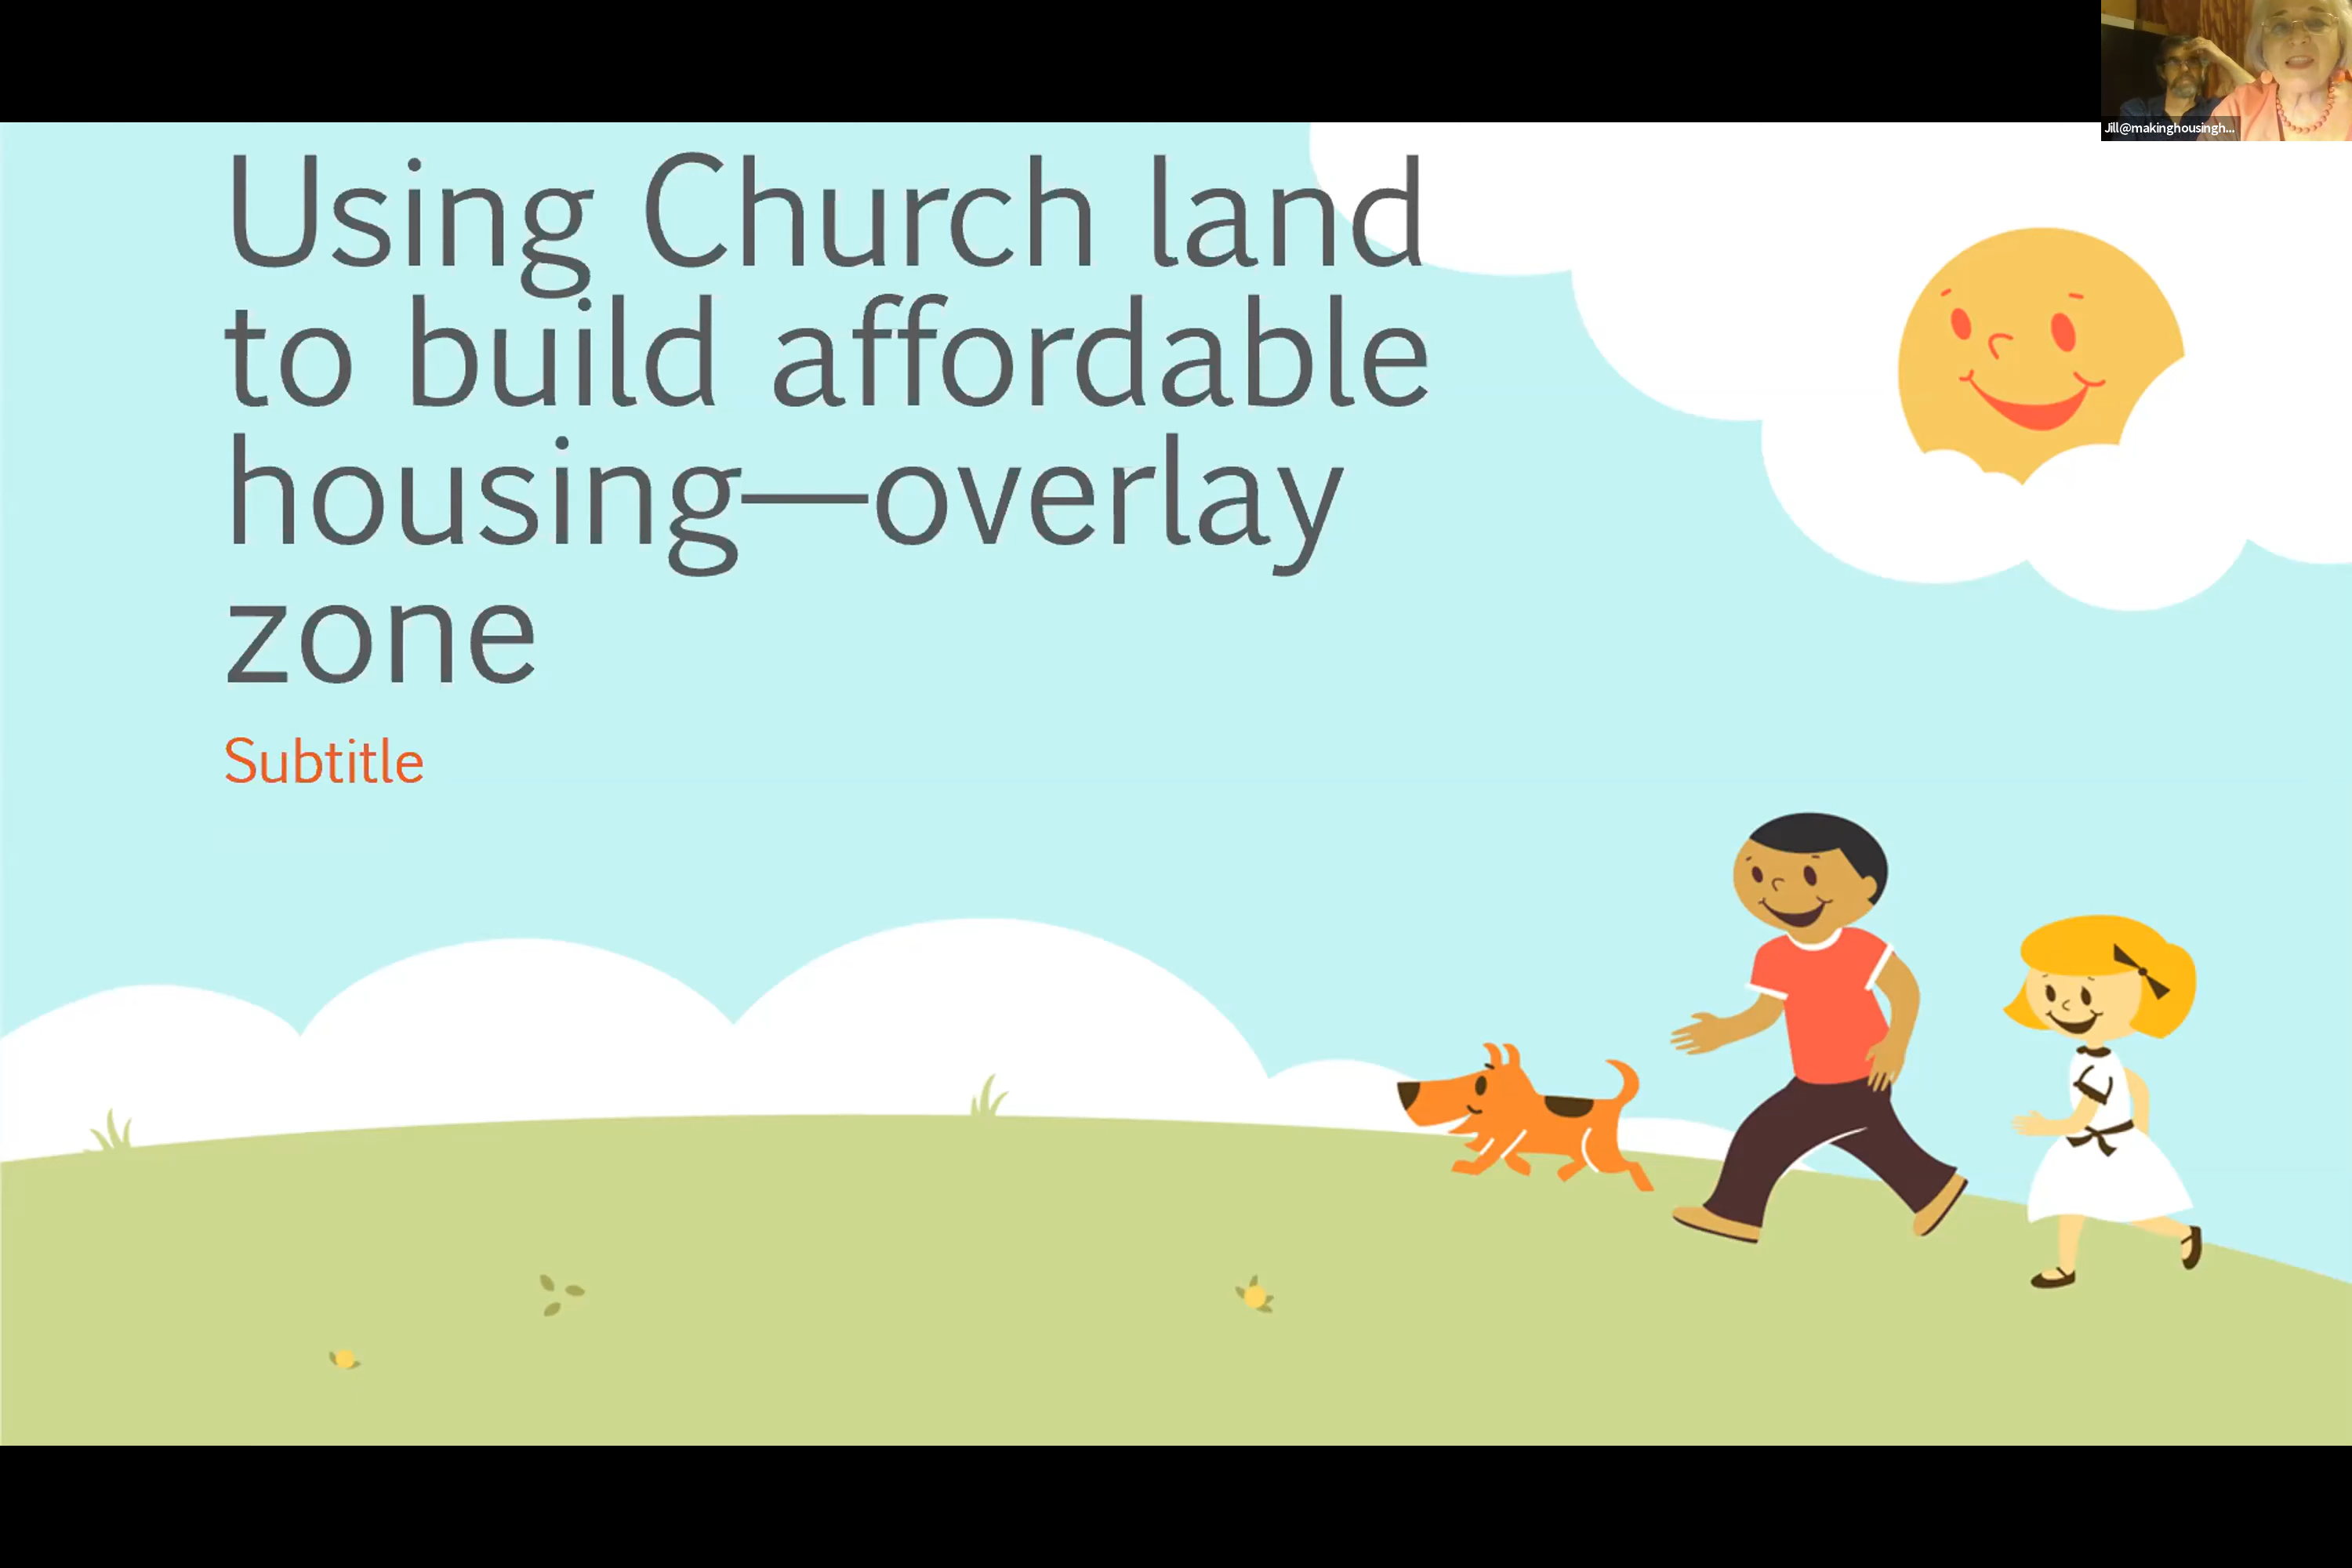 Jill@makinghousingh...
Using Church land
to build affordable
housing—overlay
zone
Subtitle